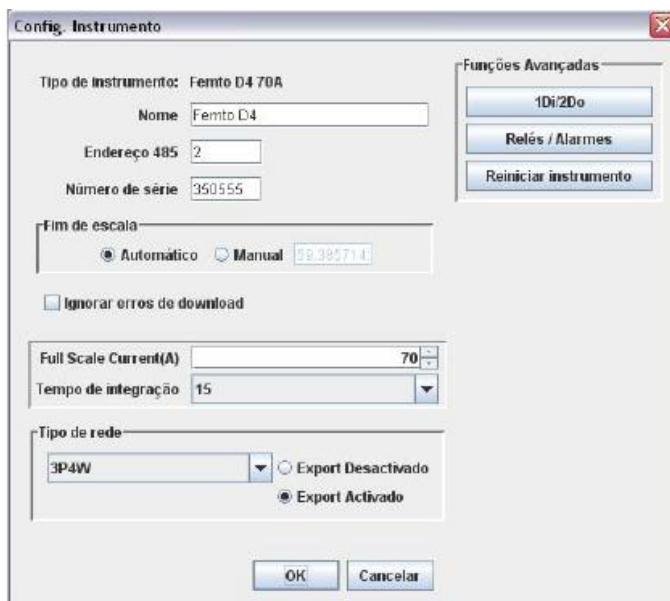 Config. Instrumento
Tipo de instrumento: Femto D4 70A
Nome Femto D4
Endereço 485 2
Número de série 350555
Fim de escala
Automático Manual 59.385714
Ignorar erros de download
Full Scale Current(A) 70
Tempo de integração 15
Tipo de rede
3P4W Export Desactivado
Export Activado
OK Cancelar
Funções Avançadas
1Di/2Do
Relés / Alarmes
Reiniciar instrumento